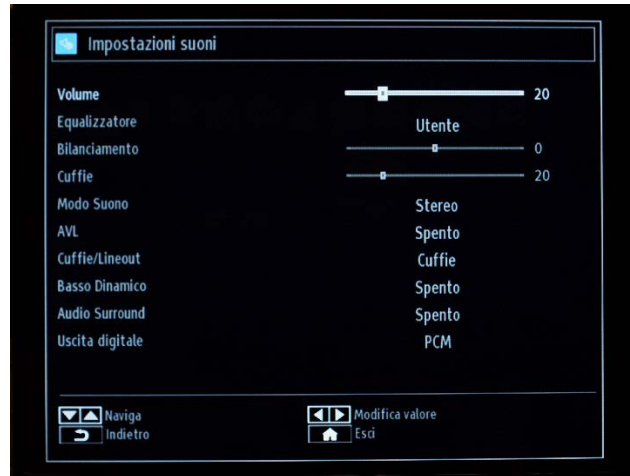 Impostazioni suoni
Volume 20
Equalizzatore Utente
Bilanciamento 0
Cuffie 20
Modo Suono Stereo
AVL Spento
Cuffie/Lineout Cuffie
Basso Dinamico Spento
Audio Surround Spento
Uscita digitale PCM
Naviga Modifica valore
Indietro Esci